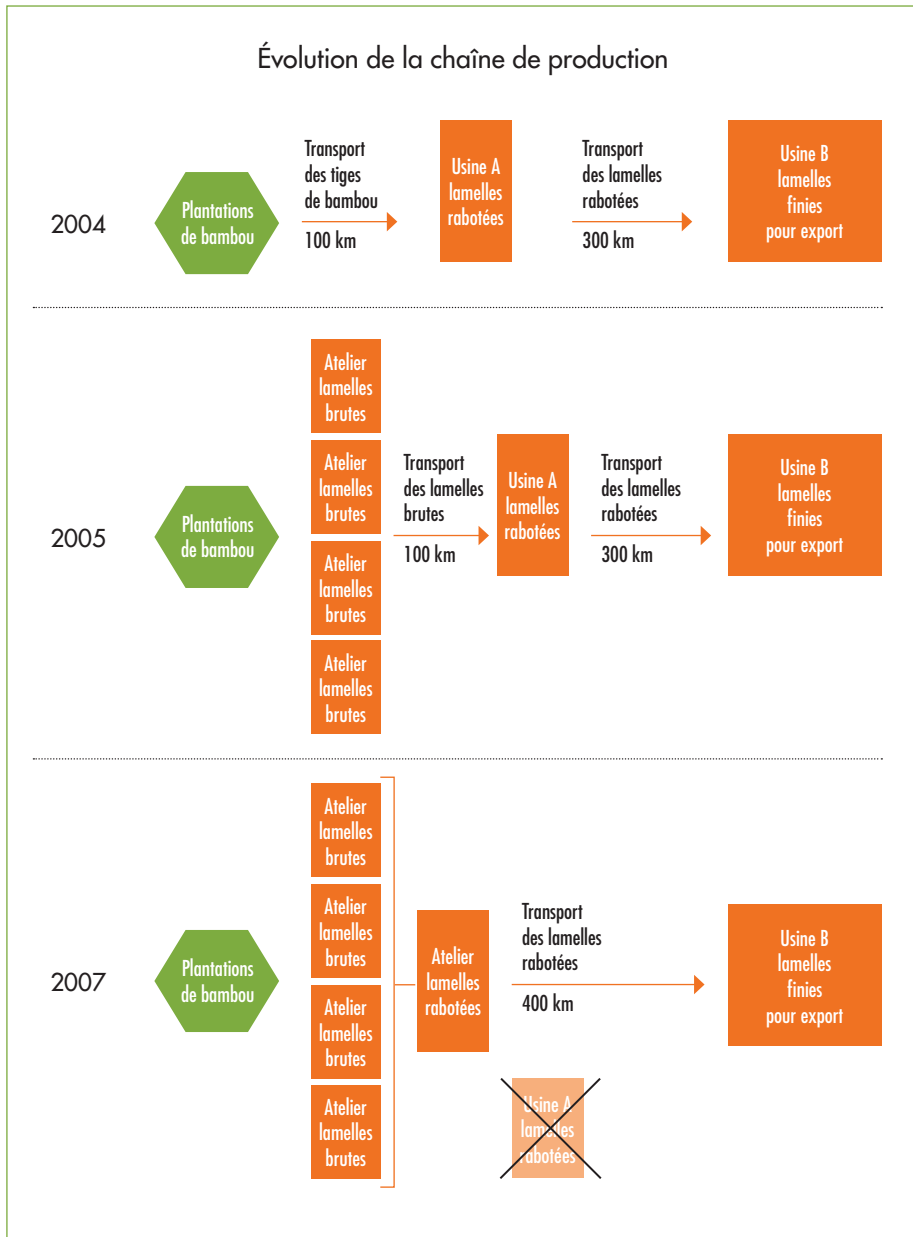 Évolution de la chaîne de production
2004
Plantations
de bambou
Transport
des tiges
de bambou
100 km
Usine A
lamelles
rabotées
Transport
des lamelles
rabotées
300 km
Usine B
lamelles
finies
pour export
2005
Plantations
de bambou
Atelier
lamelles
brutes
Atelier
lamelles
brutes
Atelier
lamelles
brutes
Atelier
lamelles
brutes
Transport
des lamelles
brutes
100 km
Usine A
lamelles
rabotées
Transport
des lamelles
rabotées
300 km
Usine B
lamelles
finies
pour export
2007
Plantations
de bambou
Atelier
lamelles
brutes
Atelier
lamelles
brutes
Atelier
lamelles
brutes
Atelier
lamelles
brutes
Atelier
lamelles
rabotées
Transport
des lamelles
rabotées
400 km
Usine A
lamelles
rabotées
Usine B
lamelles
finies
pour export